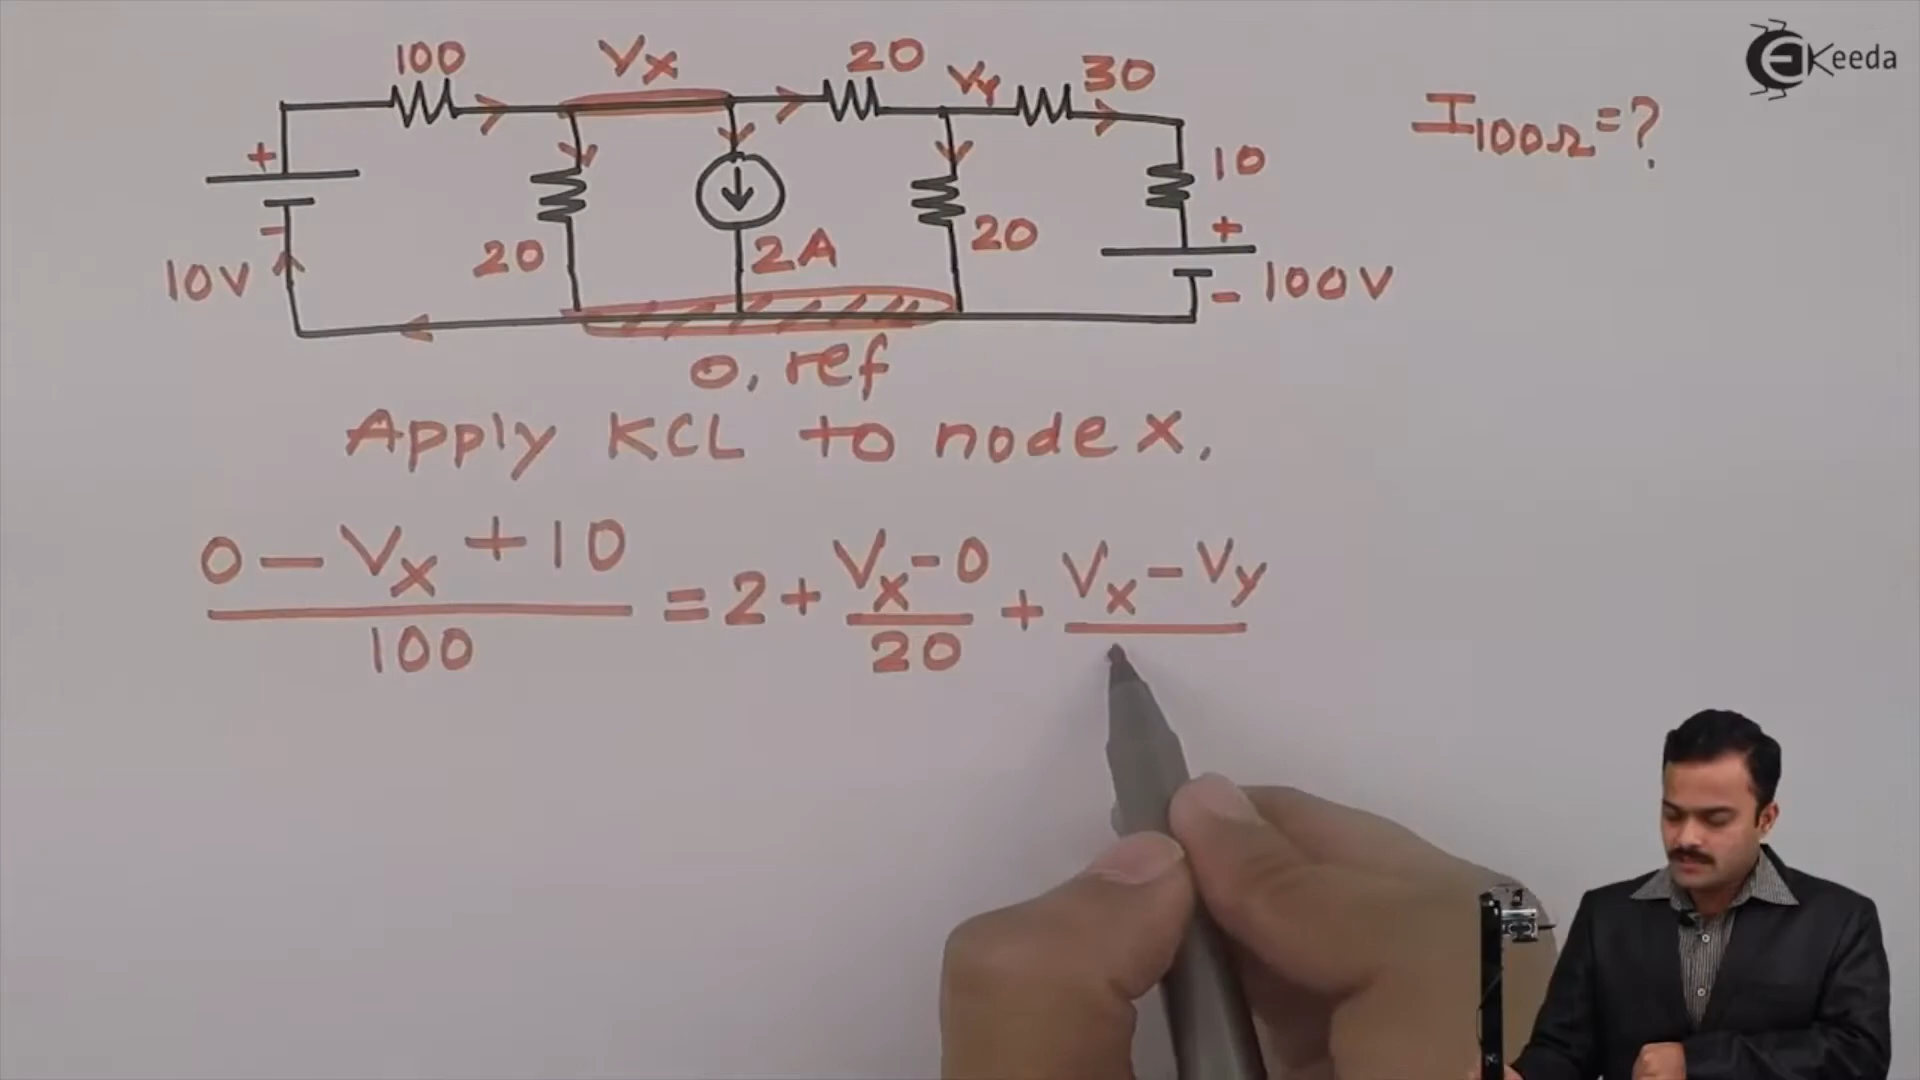 100 Vx 20 Vy 30
I100Ω=?
+ 10
- 20 2A 20 +
10V - 100V
0, ref
Apply KCL to node x.
0 - Vx + 10 / 100 = 2 + Vx - 0 / 20 + Vx - Vy
EKeeda